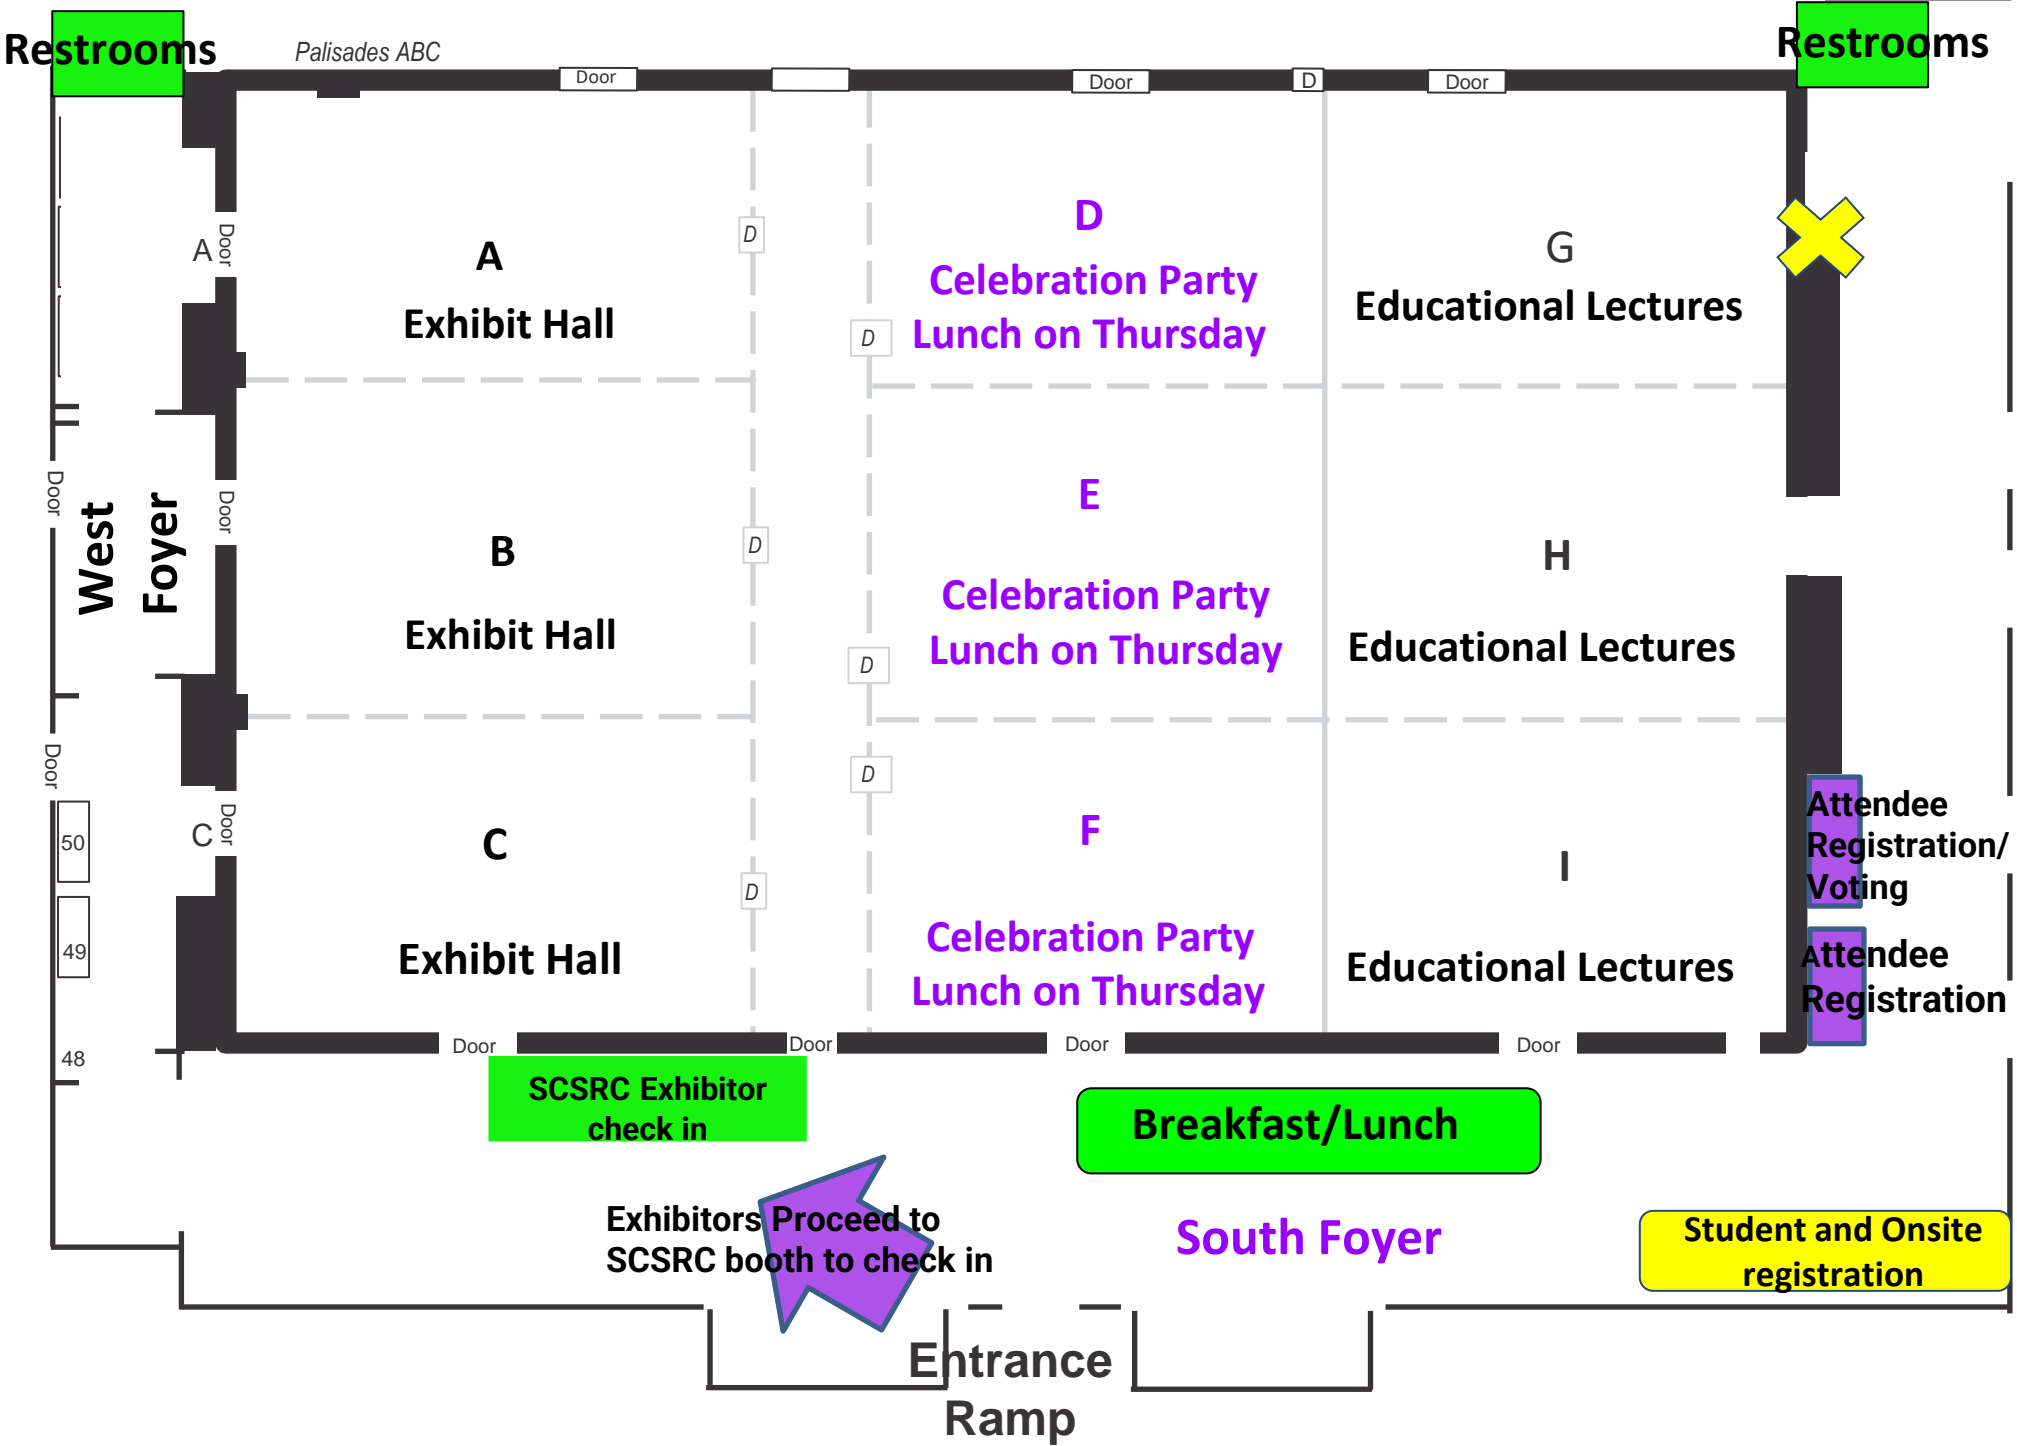 Restrooms
Palisades ABC
Restrooms
Door
Door
D
Door
A
Door
A
Exhibit Hall
D
D
D
Celebration Party
Lunch on Thursday
G
Educational Lectures
Door
West
Foyer
Door
B
Exhibit Hall
D
D
E
Celebration Party
Lunch on Thursday
H
Educational Lectures
Door
50
49
48
C
Door
C
Exhibit Hall
D
D
F
Celebration Party
Lunch on Thursday
I
Educational Lectures
Attendee
Registration/
Voting
Attendee
Registration
Door
Door
Door
Door
SCSRC Exhibitor
check in
Breakfast/Lunch
Exhibitors Proceed to
SCSRC booth to check in
South Foyer
Student and Onsite
registration
Entrance
Ramp